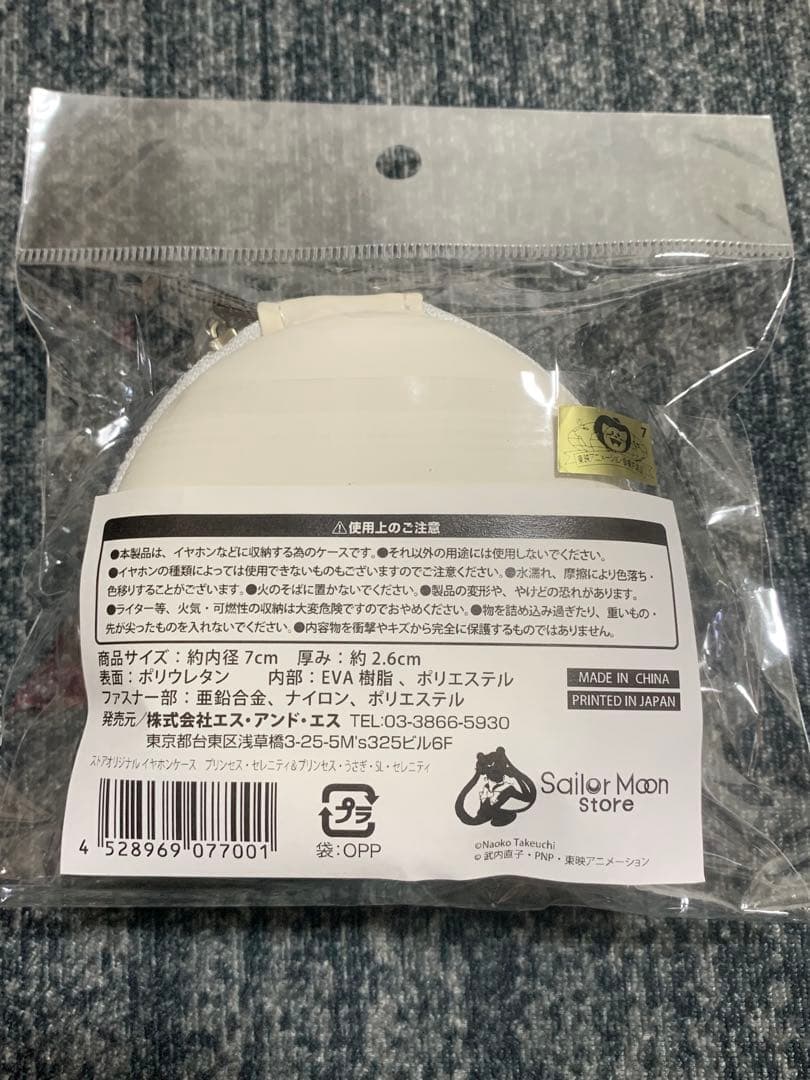 7
東映アニメーション
⚠使用上のご注意
●本製品は、イヤホンなどに収納する為のケースです。●それ以外の用途には使用しないでください。
●イヤホンの種類によっては使用できないものもございますのでご注意ください。●水濡れ、摩擦により色落ち・
色移りすることがございます。●火のそばに置かないでください。●製品の変形や、やけどの恐れがあります。
●ライター等、火気・可燃性の収納は大変危険ですのでおやめください。●物を詰め込み過ぎたり、重いもの・
先が尖ったものを入れないでください。●内容物を衝撃やキズから完全に保護するものではありません。
商品サイズ：約内径 7cm 厚み：約 2.6cm
表面：ポリウレタン 内部：EVA 樹脂 、ポリエステル
ファスナー部：亜鉛合金、ナイロン、ポリエステル
MADE IN CHINA
PRINTED IN JAPAN
発売元／株式会社エス・アンド・エス TEL:03-3866-5930
東京都台東区浅草橋3-25-5M's325ビル6F
ストアオリジナル イヤホンケース プリンセス・セレニティ&プリンセス・うさぎ・SL・セレニティ
4 528969 077001
プラ
袋：OPP
Sailor Moon
Store
©Naoko Takeuchi
© 武内直子・PNP・東映アニメーション